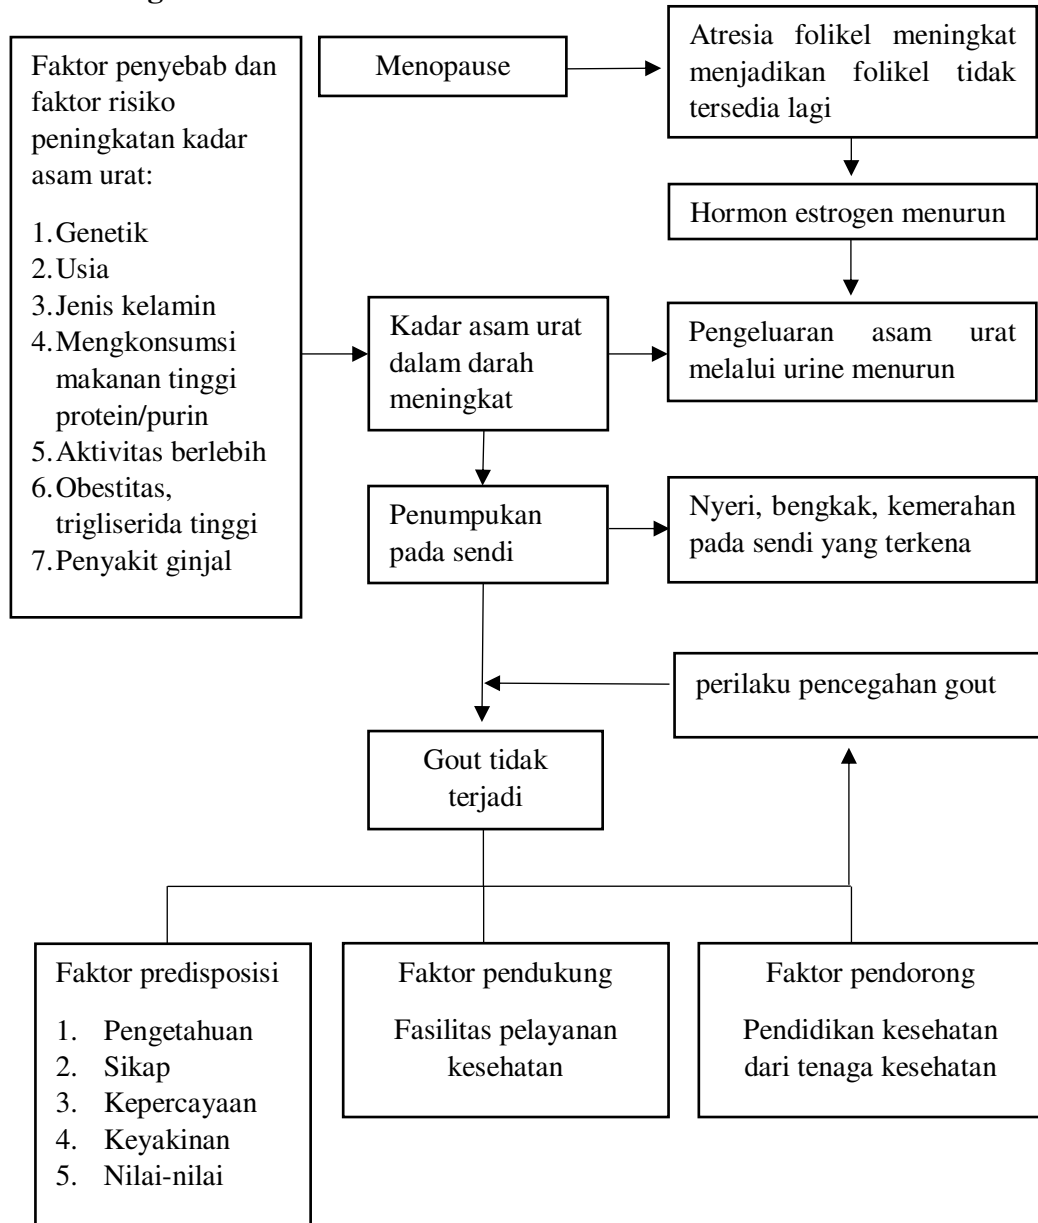 Faktor penyebab dan
faktor risiko
peningkatan kadar
asam urat:
1. Genetik
2. Usia
3. Jenis kelamin
4. Mengkonsumsi
makanan tinggi
protein/purin
5. Aktivitas berlebih
6. Obestitas,
trigliserida tinggi
7. Penyakit ginjal
Menopause
Atresia folikel meningkat
menjadikan folikel tidak
tersedia lagi
Hormon estrogen menurun
Kadar asam urat
dalam darah
meningkat
Pengeluaran asam urat
melalui urine menurun
Penumpukan
pada sendi
Nyeri, bengkak, kemerahan
pada sendi yang terkena
perilaku pencegahan gout
Gout tidak
terjadi
Faktor predisposisi
1. Pengetahuan
2. Sikap
3. Kepercayaan
4. Keyakinan
5. Nilai-nilai
Faktor pendukung
Fasilitas pelayanan
kesehatan
Faktor pendorong
Pendidikan kesehatan
dari tenaga kesehatan